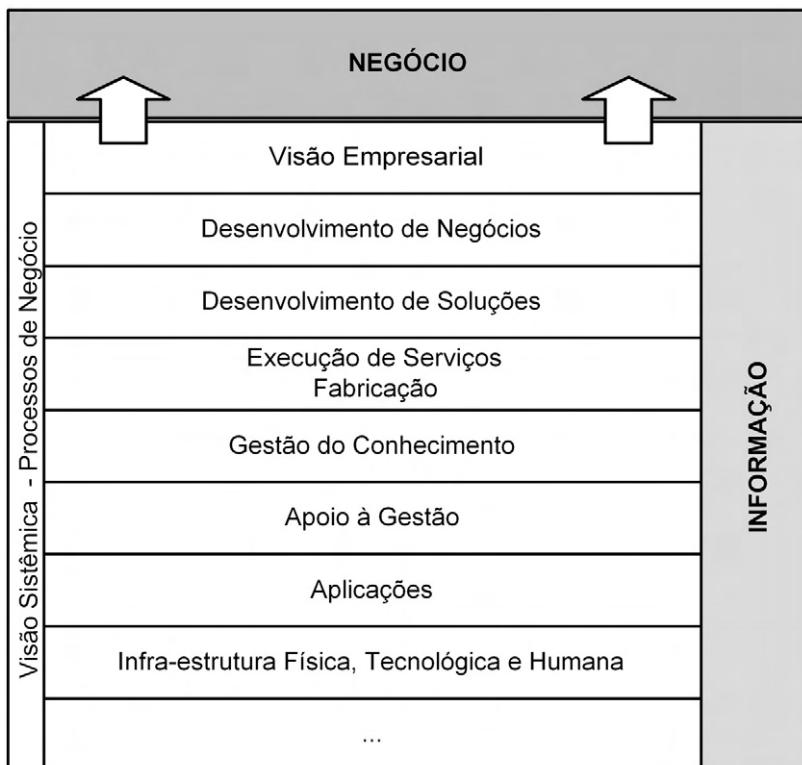 NEGÓCIO
Visão Empresarial
Desenvolvimento de Negócios
Desenvolvimento de Soluções
Execução de Serviços
Fabricação
Gestão do Conhecimento
Apoio à Gestão
Aplicações
Infra-estrutura Física, Tecnológica e Humana
...
Visão Sistêmica - Processos de Negócio
INFORMAÇÃO